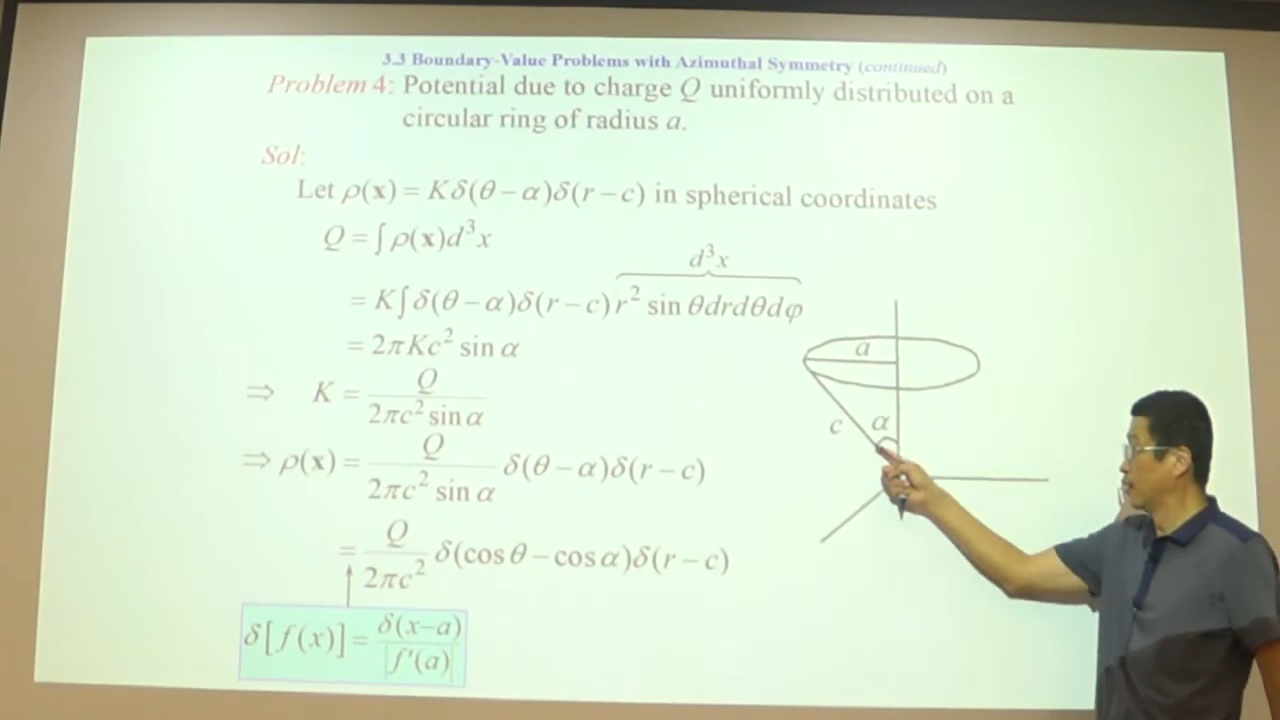 3.3 Boundary-Value Problems with Azimuthal Symmetry (continued)
Problem 4: Potential due to charge Q uniformly distributed on a
circular ring of radius a.
Sol:
Let ρ(x) = Kδ(θ − α)δ(r − c) in spherical coordinates
Q = ∫ρ(x)d³x
d³x
= K∫δ(θ − α)δ(r − c)r² sin θdrdθdφ
= 2πKc² sin α
⇒ K = Q / 2πc² sin α
⇒ ρ(x) = Q / 2πc² sin α δ(θ − α)δ(r − c)
= Q / 2πc² δ(cos θ − cos α)δ(r − c)
δ[f(x)] = δ(x−a) / |f′(a)|
a
c
α